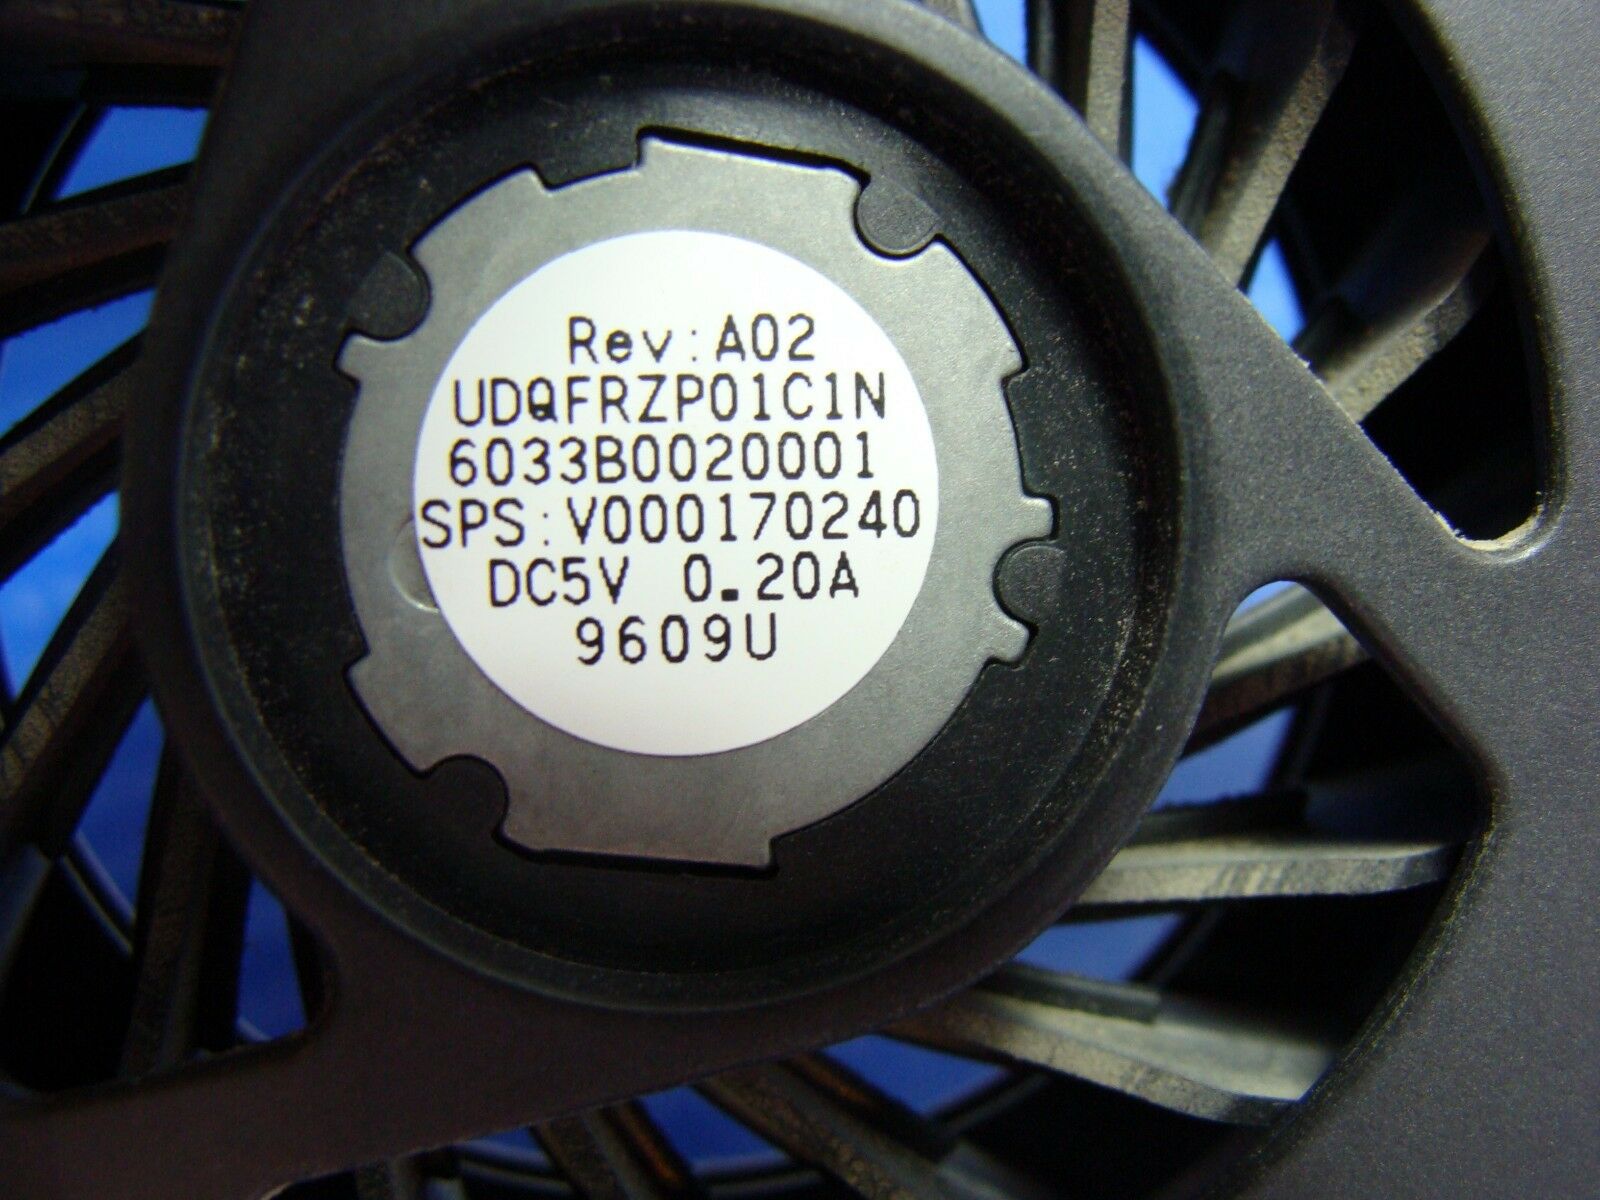 Rev:A02
UDQFRZP01C1N
6033B0020001
SPS:V000170240
DC5V 0.20A
9609U